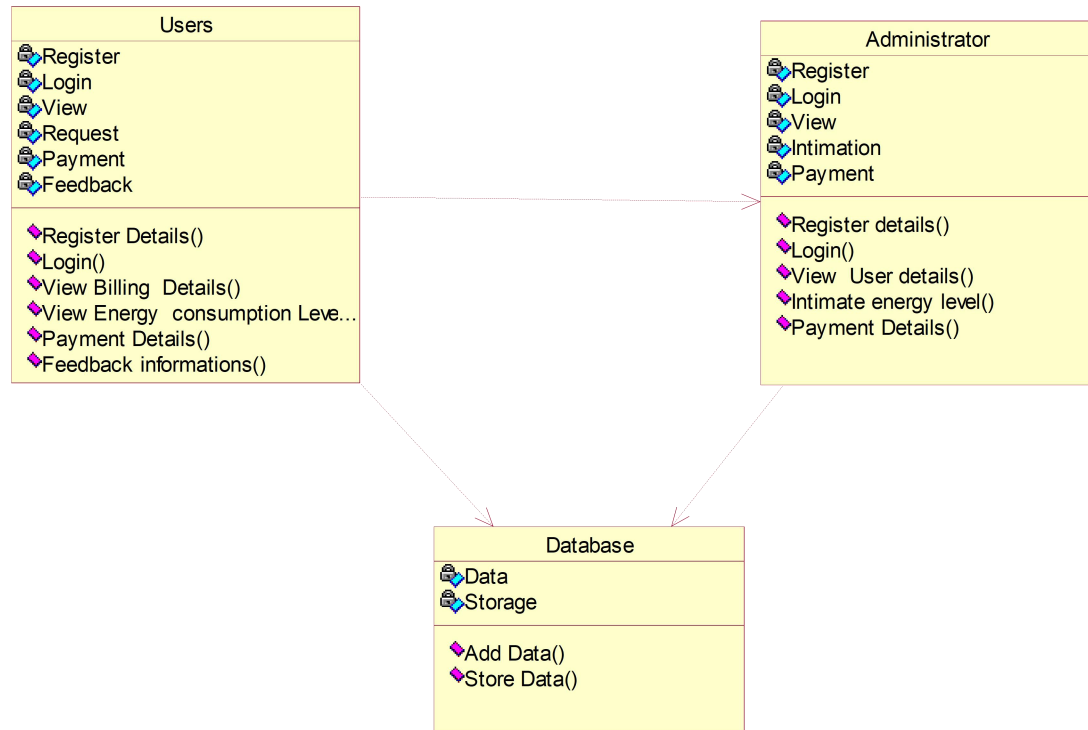 Users
Register
Login
View
Request
Payment
Feedback
Register Details()
Login()
View Billing  Details()
View Energy  consumption Leve...
Payment Details()
Feedback informations()
Administrator
Register
Login
View
Intimation
Payment
Register details()
Login()
View  User details()
Intimate energy level()
Payment Details()
Database
Data
Storage
Add Data()
Store Data()